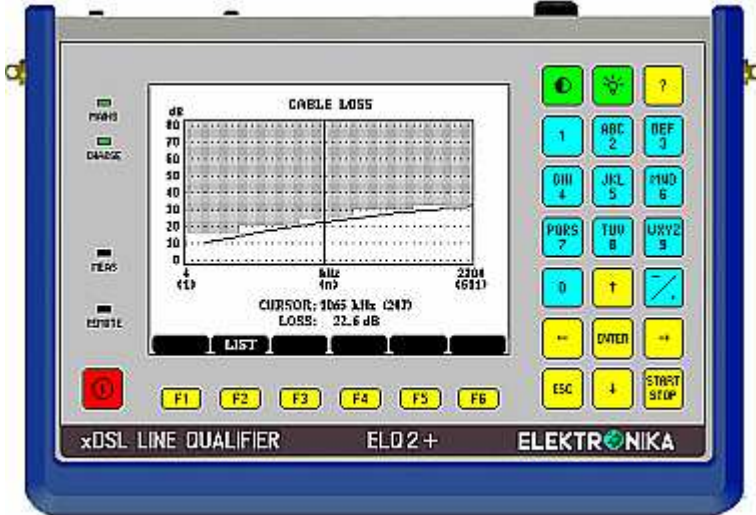 CABLE LOSS
dB
80
70
60
50
40
30
20
10
0
4 kHz 2204
(1) (n) (511)
CURSOR: 1065 kHz (247)
LOSS: 22.6 dB
LIST
MAINS
CHARGE
MEAS
REMOTE
?
1 ABC 2 DEF 3
GHI 4 JKL 5 MNO 6
PQRS 7 TUV 8 WXYZ 9
0 ↑ -/.
← ENTER →
ESC ↓ START STOP
F1 F2 F3 F4 F5 F6
xDSL LINE QUALIFIER ELQ 2+ ELEKTRONIKA